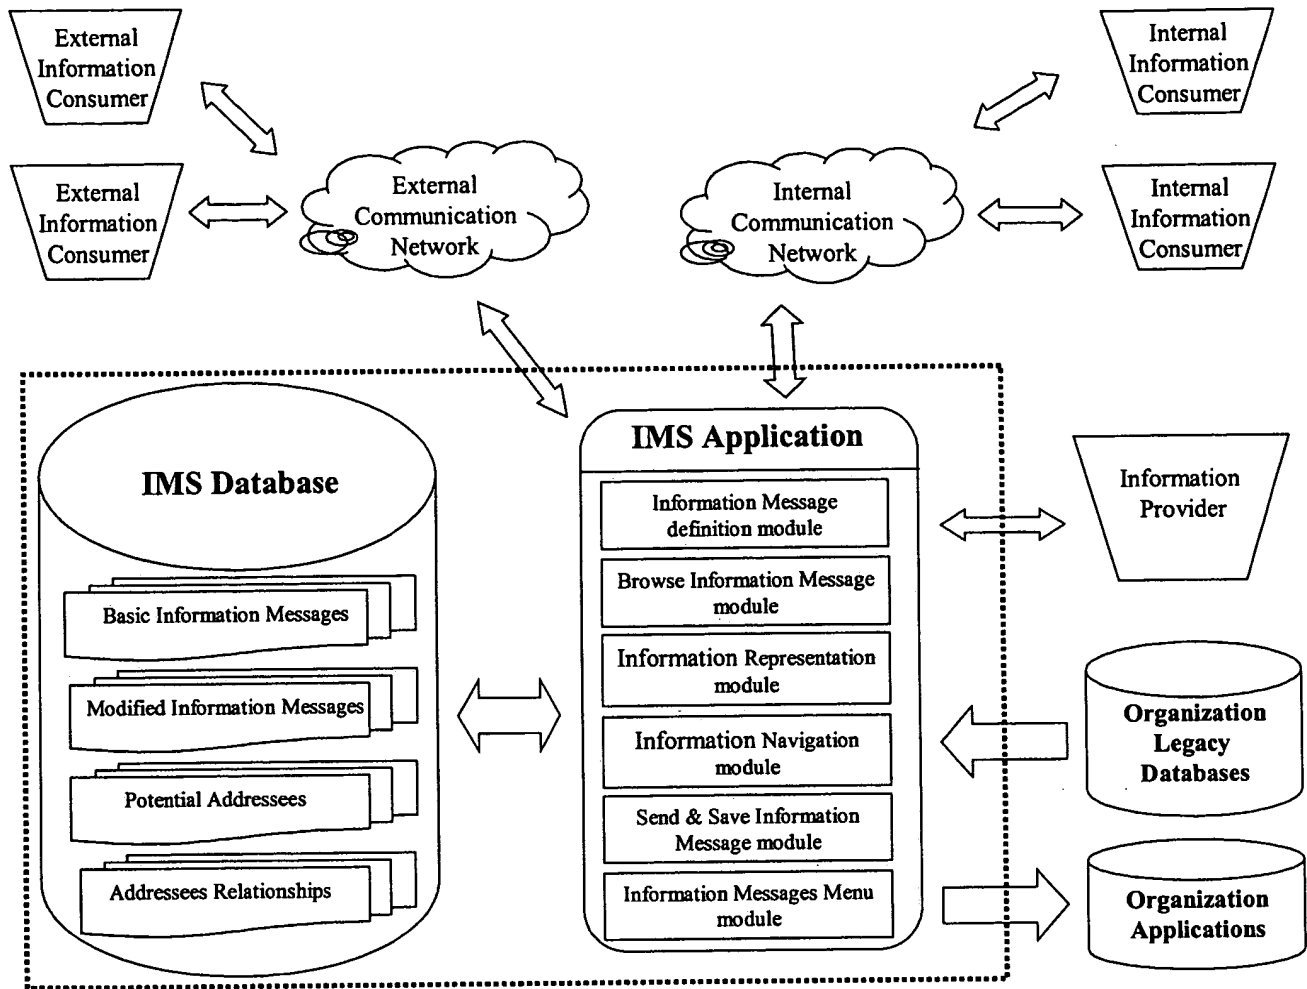 External
Information
Consumer
Internal
Information
Consumer
External
Information
Consumer
External
Communication
Network
Internal
Communication
Network
Internal
Information
Consumer
IMS Database
Basic Information Messages
Modified Information Messages
Potential Addressees
Addressees Relationships
IMS Application
Information Message
definition module
Browse Information Message
module
Information Representation
module
Information Navigation
module
Send & Save Information
Message module
Information Messages Menu
module
Information
Provider
Organization
Legacy
Databases
Organization
Applications